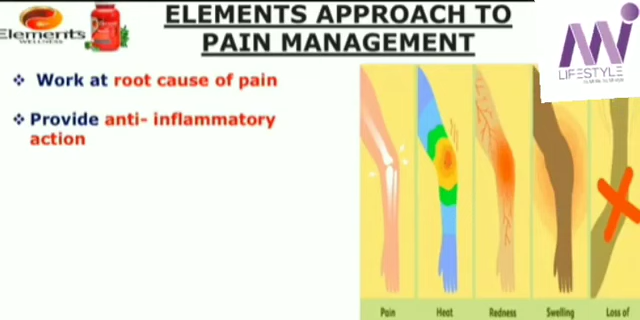 Elements
WELLNESS
ELEMENTS APPROACH TO
PAIN MANAGEMENT
LIFESTYLE
❖ Work at root cause of pain
❖ Provide anti- inflammatory
action
Pain
Heat
Redness
Swelling
Loss of